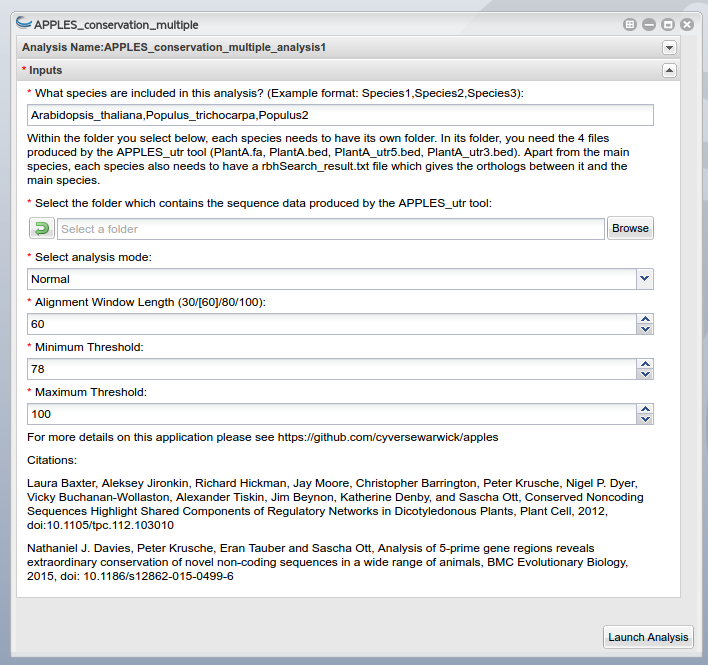 APPLES_conservation_multiple
Analysis Name:APPLES_conservation_multiple_analysis1
* Inputs
* What species are included in this analysis? (Example format: Species1,Species2,Species3):
Arabidopsis_thaliana,Populus_trichocarpa,Populus2
Within the folder you select below, each species needs to have its own folder. In its folder, you need the 4 files
produced by the APPLES_utr tool (PlantA.fa, PlantA.bed, PlantA_utr5.bed, PlantA_utr3.bed). Apart from the main
species, each species also needs to have a rbhSearch_result.txt file which gives the orthologs between it and the
main species.
* Select the folder which contains the sequence data produced by the APPLES_utr tool:
Select a folder
Browse
* Select analysis mode:
Normal
* Alignment Window Length (30/[60]/80/100):
60
* Minimum Threshold:
78
* Maximum Threshold:
100
For more details on this application please see https://github.com/cyversewarwick/apples
Citations:
Laura Baxter, Aleksey Jironkin, Richard Hickman, Jay Moore, Christopher Barrington, Peter Krusche, Nigel P. Dyer,
Vicky Buchanan-Wollaston, Alexander Tiskin, Jim Beynon, Katherine Denby, and Sascha Ott, Conserved Noncoding
Sequences Highlight Shared Components of Regulatory Networks in Dicotyledonous Plants, Plant Cell, 2012,
doi:10.1105/tpc.112.103010
Nathaniel J. Davies, Peter Krusche, Eran Tauber and Sascha Ott, Analysis of 5-prime gene regions reveals
extraordinary conservation of novel non-coding sequences in a wide range of animals, BMC Evolutionary Biology,
2015, doi: 10.1186/s12862-015-0499-6
Launch Analysis